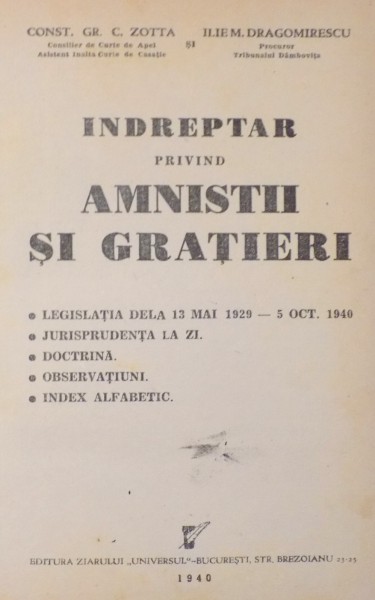 CONST. GR. C. ZOTTA ȘI ILIE M. DRAGOMIRESCU
Consilier de Curte de Apel Procuror
Asistent Inalta Curte de Casație Tribunalul Dâmbovița
INDREPTAR
PRIVIND
AMNISTII
ȘI GRAȚIERI
• LEGISLAȚIA DELA 13 MAI 1929 — 5 OCT. 1940
• JURISPRUDENȚA LA ZI.
• DOCTRINĂ.
• OBSERVAȚIUNI.
• INDEX ALFABETIC.
EDITURA ZIARULUI „UNIVERSUL"-BUCUREȘTI, STR. BREZOIANU 23-25
1940